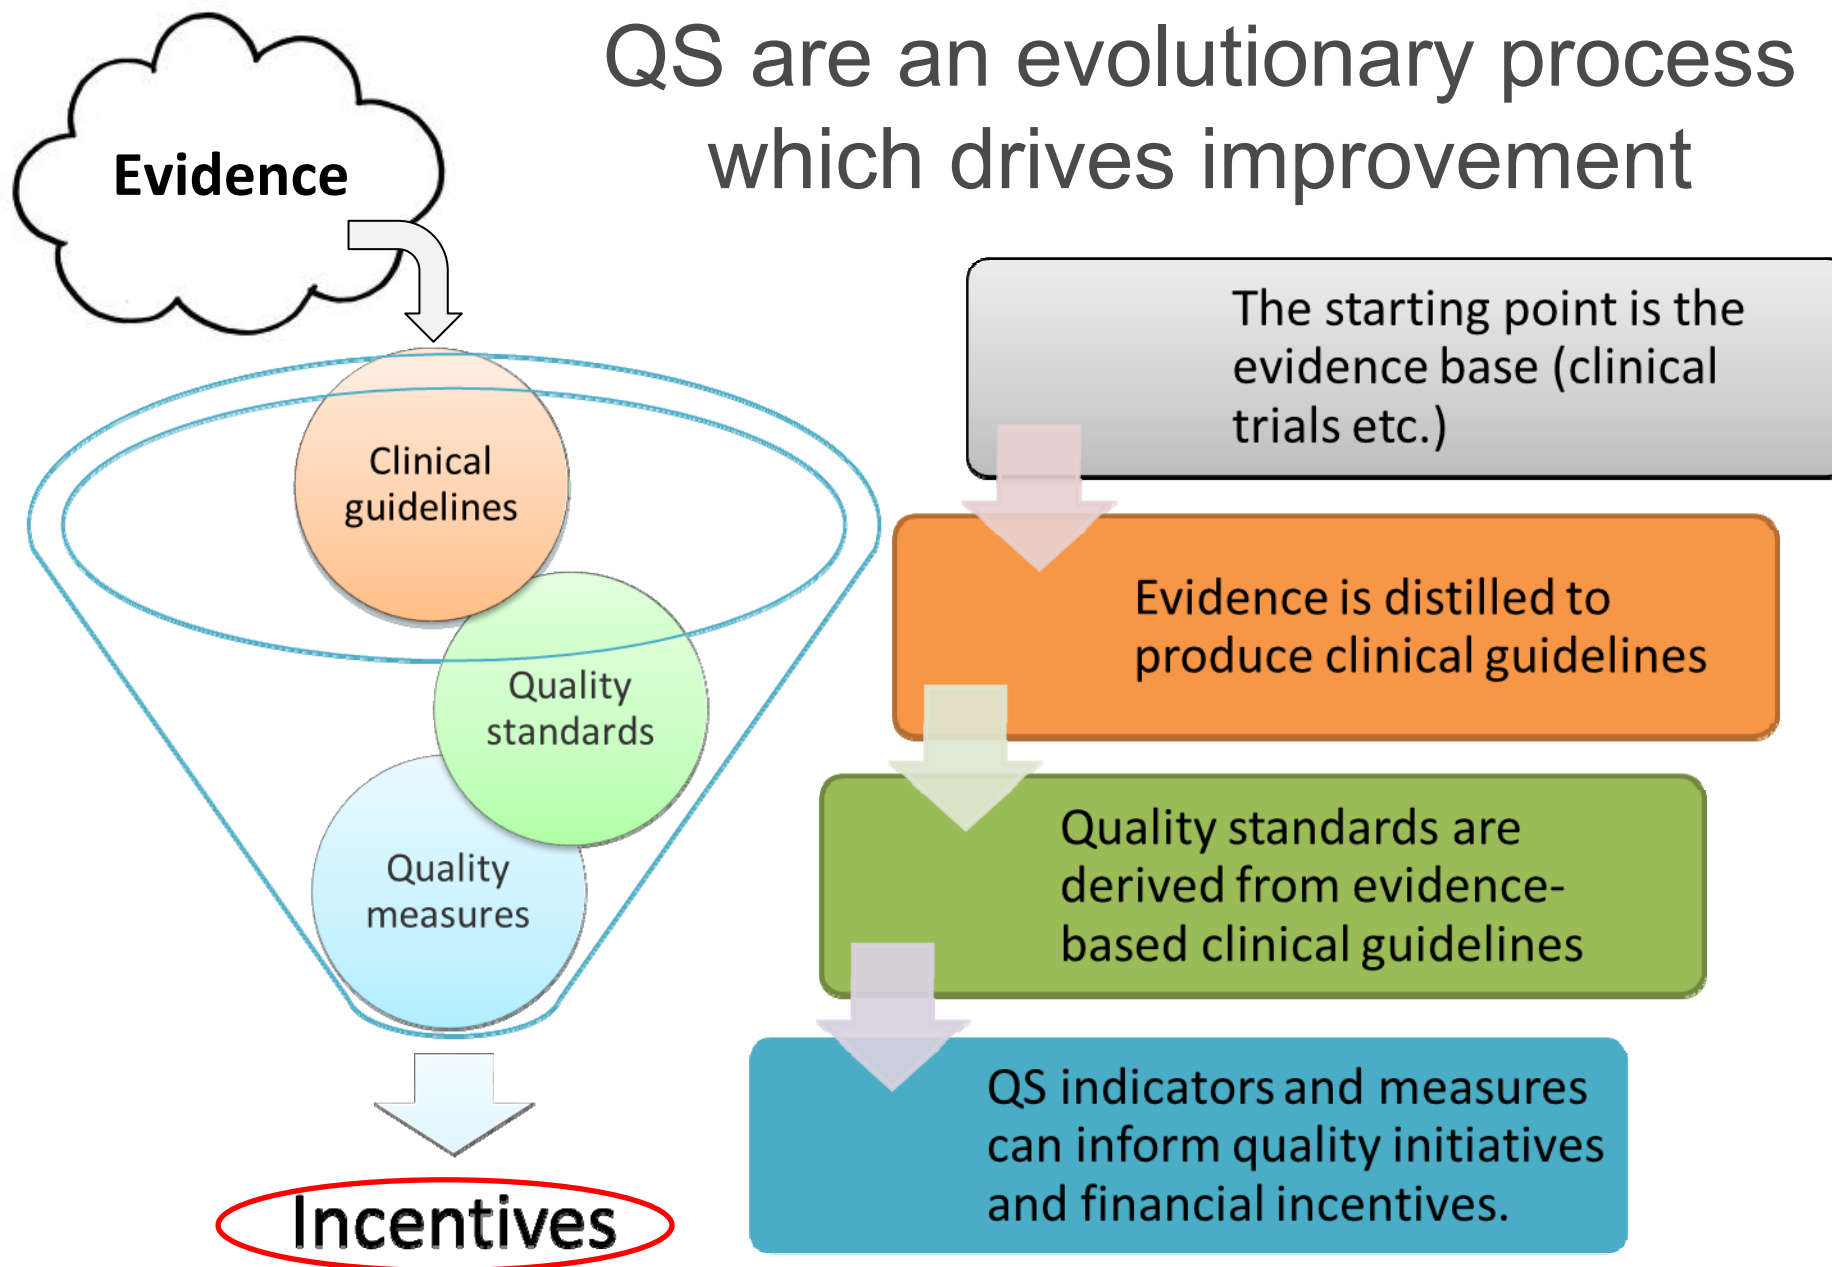 QS are an evolutionary process
which drives improvement
Evidence
Clinical
guidelines
Quality
standards
Quality
measures
Incentives
The starting point is the
evidence base (clinical
trials etc.)
Evidence is distilled to
produce clinical guidelines
Quality standards are
derived from evidence-
based clinical guidelines
QS indicators and measures
can inform quality initiatives
and financial incentives.